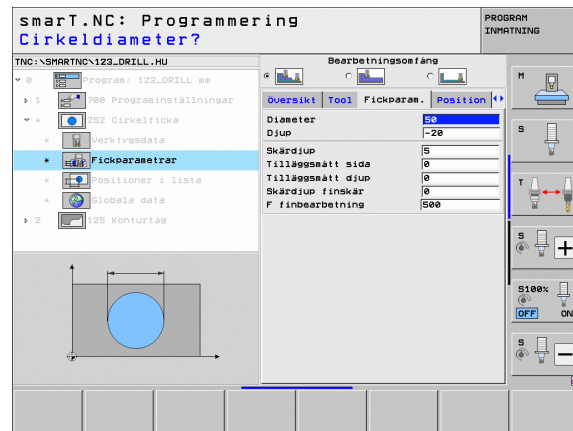 smarT.NC: Programmering
Cirkeldiameter?
PROGRAM
INMATNING
TNC:\SMARTNC\123_DRILL.HU
0 Program: 123_DRILL mm
1 700 Programinställningar
* 252 Cirkelficka
* Verktygsdata
* Fickparametrar
* Positioner i lista
* Globala data
2 125 Konturtåg
Bearbetningsomfång
Översikt Tool Fickparam. Position
Diameter 50
Djup -20
Skärdjup 5
Tilläggsmått sida 0
Tilläggsmått djup 0
Skärdjup finskär 0
F finbearbetning 500
M
S
T
S
S100%
OFF ON
S